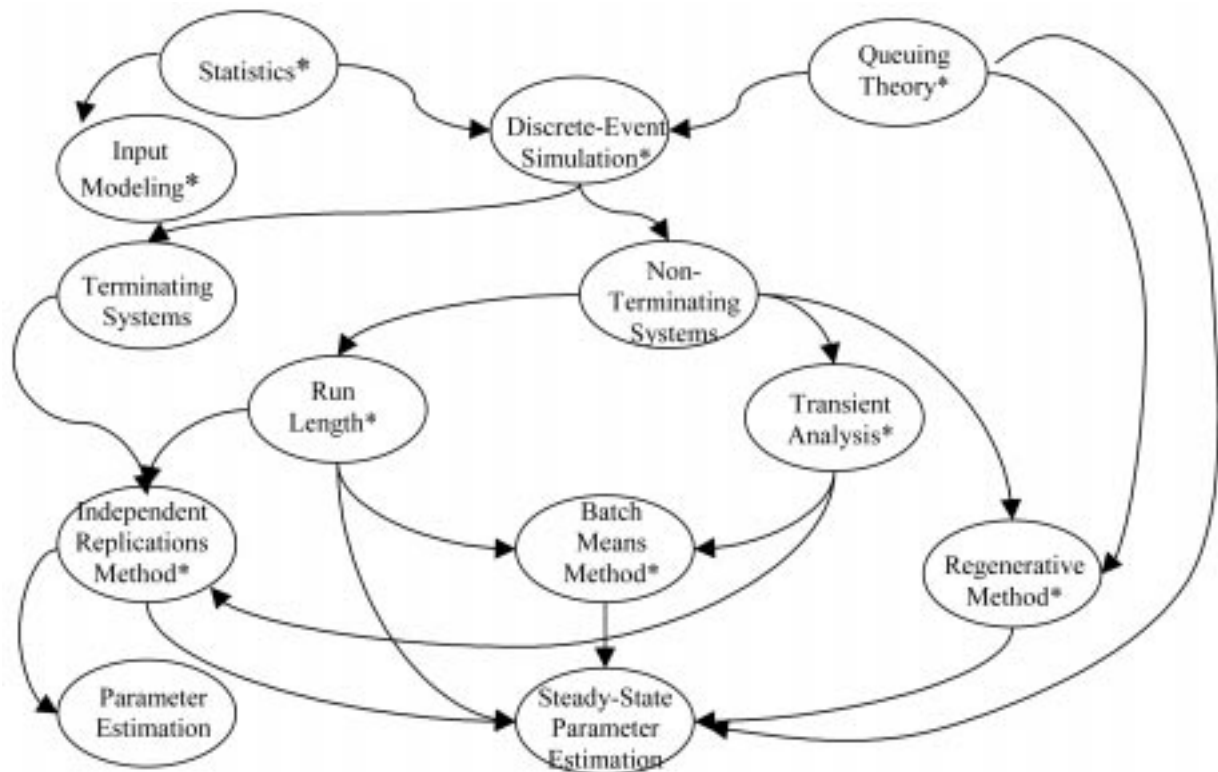 Statistics*
Queuing
Theory*
Discrete-Event
Simulation*
Input
Modeling*
Terminating
Systems
Non-
Terminating
Systems
Run
Length*
Transient
Analysis*
Independent
Replications
Method*
Batch
Means
Method*
Regenerative
Method*
Parameter
Estimation
Steady-State
Parameter
Estimation